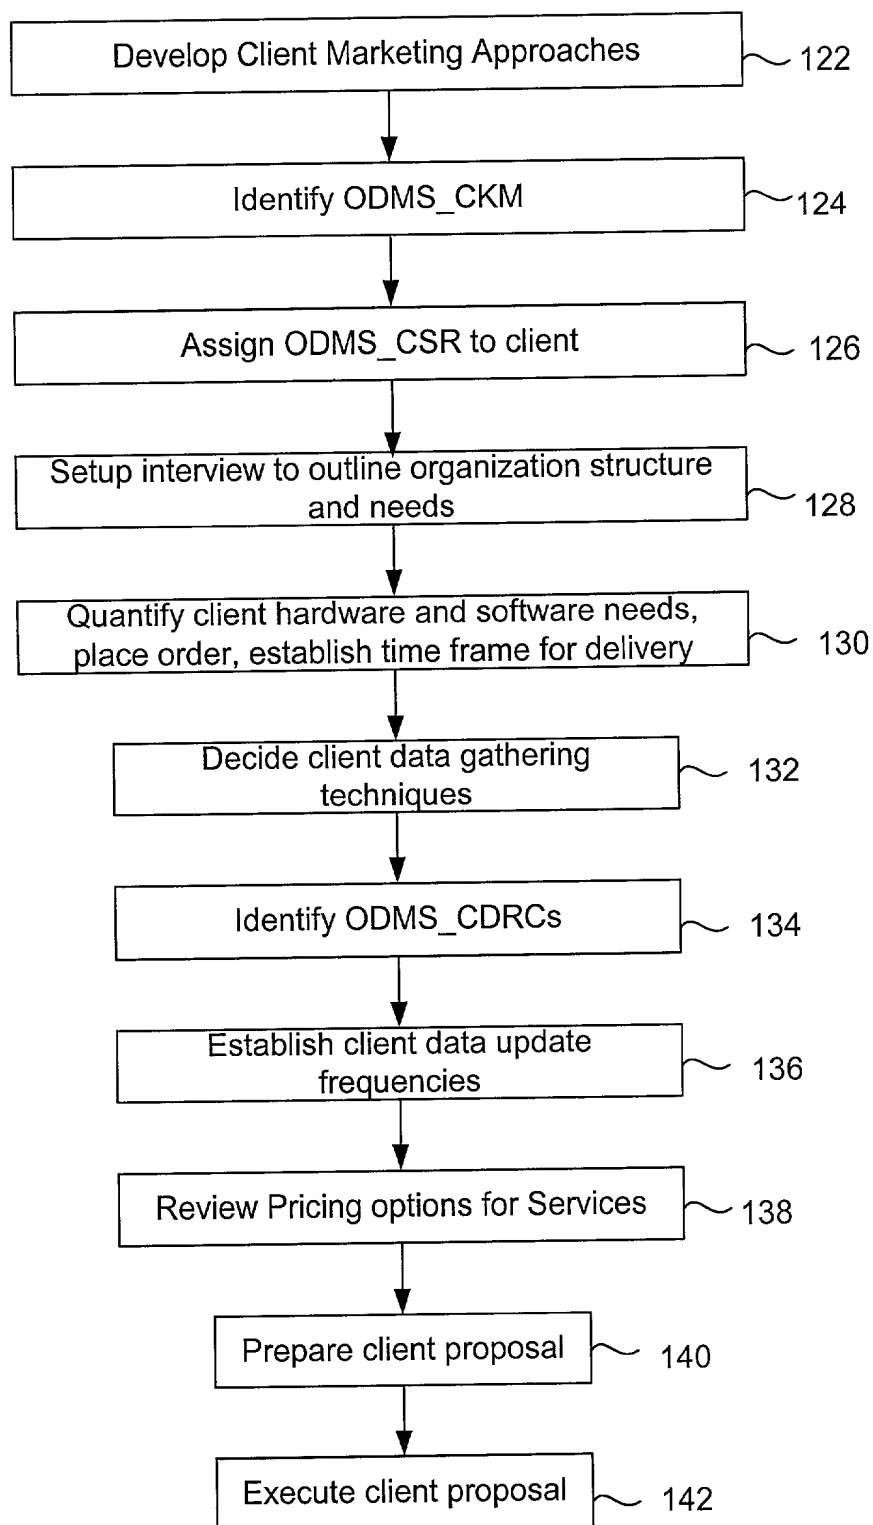 Develop Client Marketing Approaches
122
Identify ODMS_CKM
124
Assign ODMS_CSR to client
126
Setup interview to outline organization structure
and needs
128
Quantify client hardware and software needs,
place order, establish time frame for delivery
130
Decide client data gathering
techniques
132
Identify ODMS_CDRCs
134
Establish client data update
frequencies
136
Review Pricing options for Services
138
Prepare client proposal
140
Execute client proposal
142